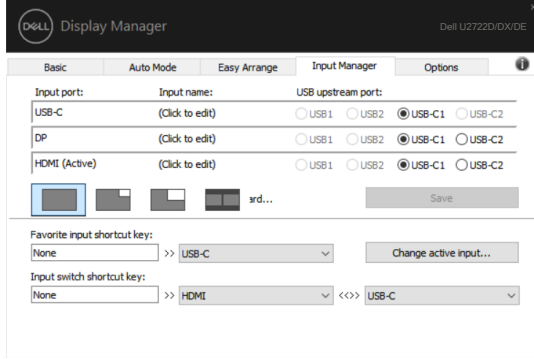 DELL Display Manager
Dell U2722D/DX/DE
Basic Auto Mode Easy Arrange Input Manager Options
Input port: Input name: USB upstream port:
USB-C (Click to edit) USB1 USB2 USB-C1 USB-C2
DP (Click to edit) USB1 USB2 USB-C1 USB-C2
HDMI (Active) (Click to edit) USB1 USB2 USB-C1 USB-C2
ard...
Save
Favorite input shortcut key:
None >> USB-C Change active input...
Input switch shortcut key:
None >> HDMI <<>> USB-C